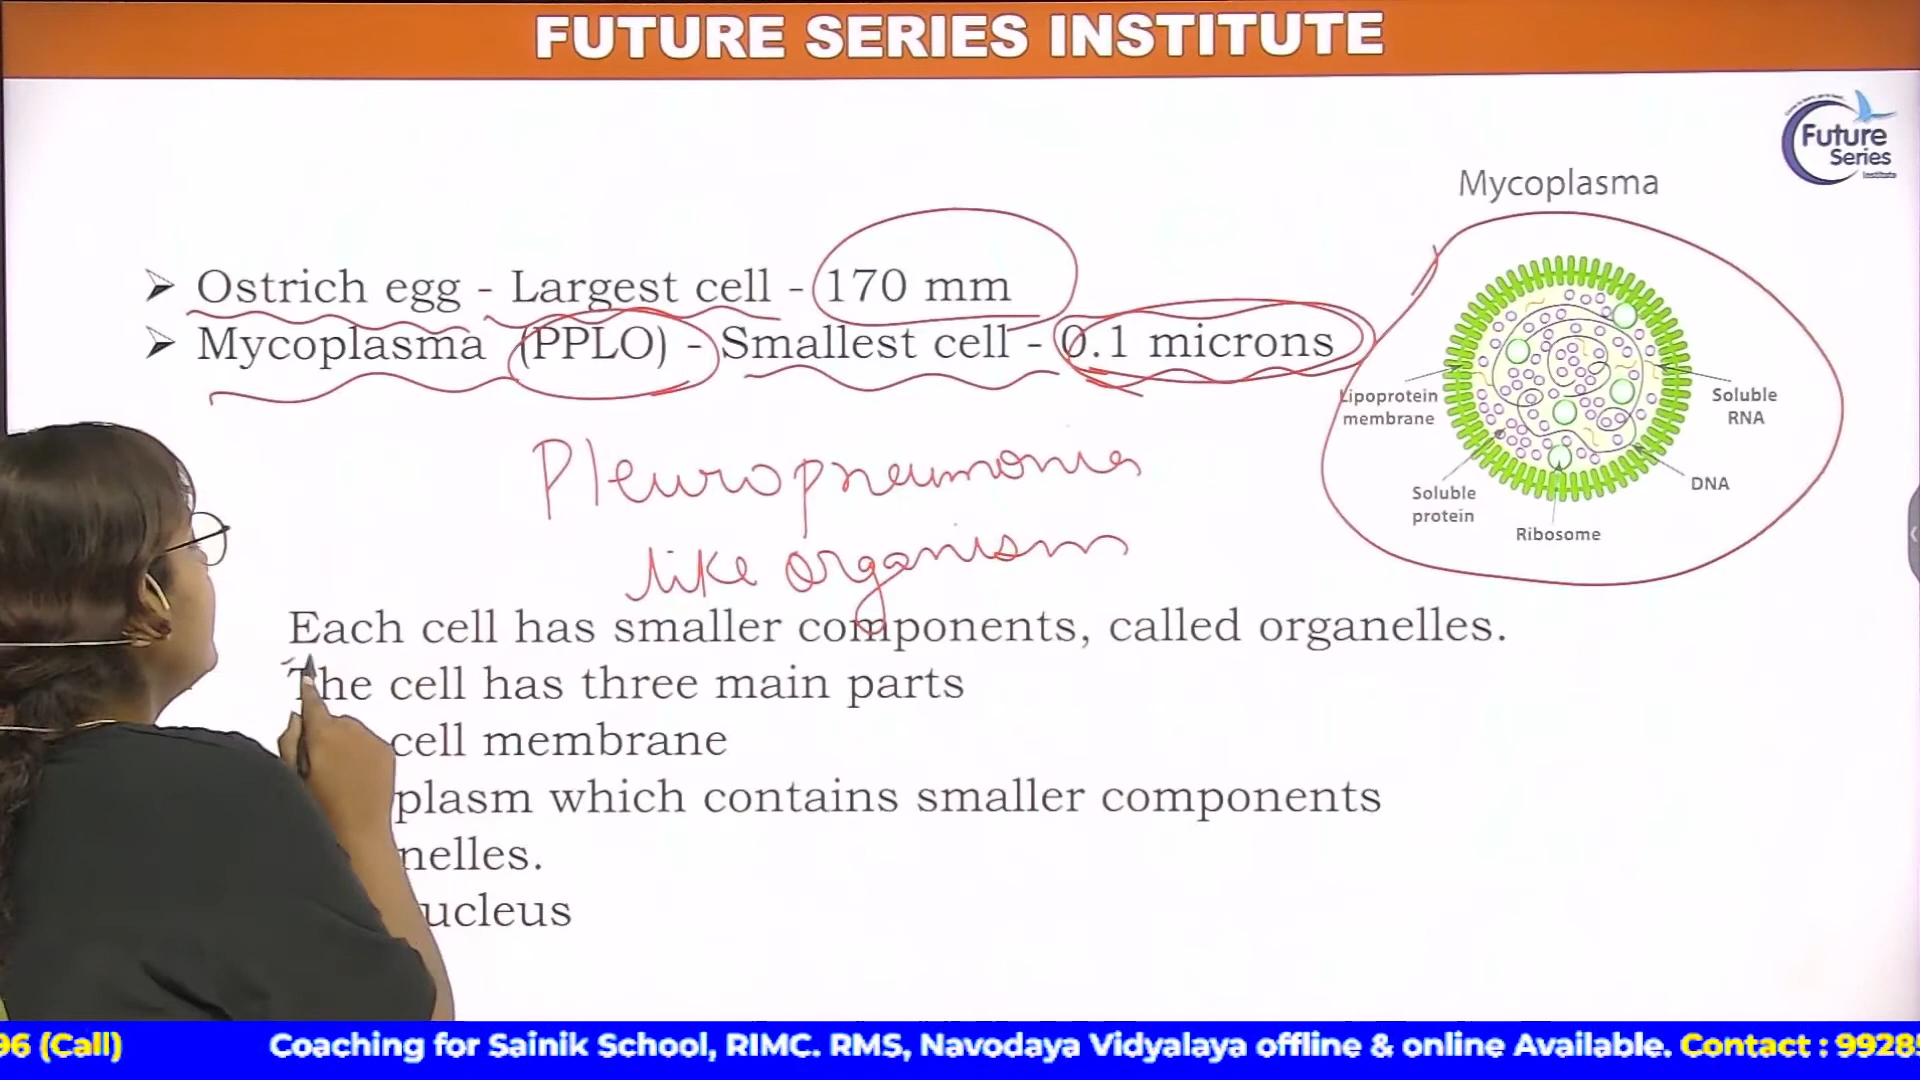 FUTURE SERIES INSTITUTE
Future
Series
Institute
Mycoplasma
➢ Ostrich egg - Largest cell - 170 mm
➢ Mycoplasma (PPLO) - Smallest cell - 0.1 microns
Lipoprotein
membrane
Soluble
RNA
DNA
Soluble
protein
Ribosome
Pleuropneumonia
like organism
Each cell has smaller components, called organelles.
The cell has three main parts
cell membrane
plasm which contains smaller components
nelles.
ucleus
96 (Call) Coaching for Sainik School, RIMC. RMS, Navodaya Vidyalaya offline & online Available. Contact : 9928